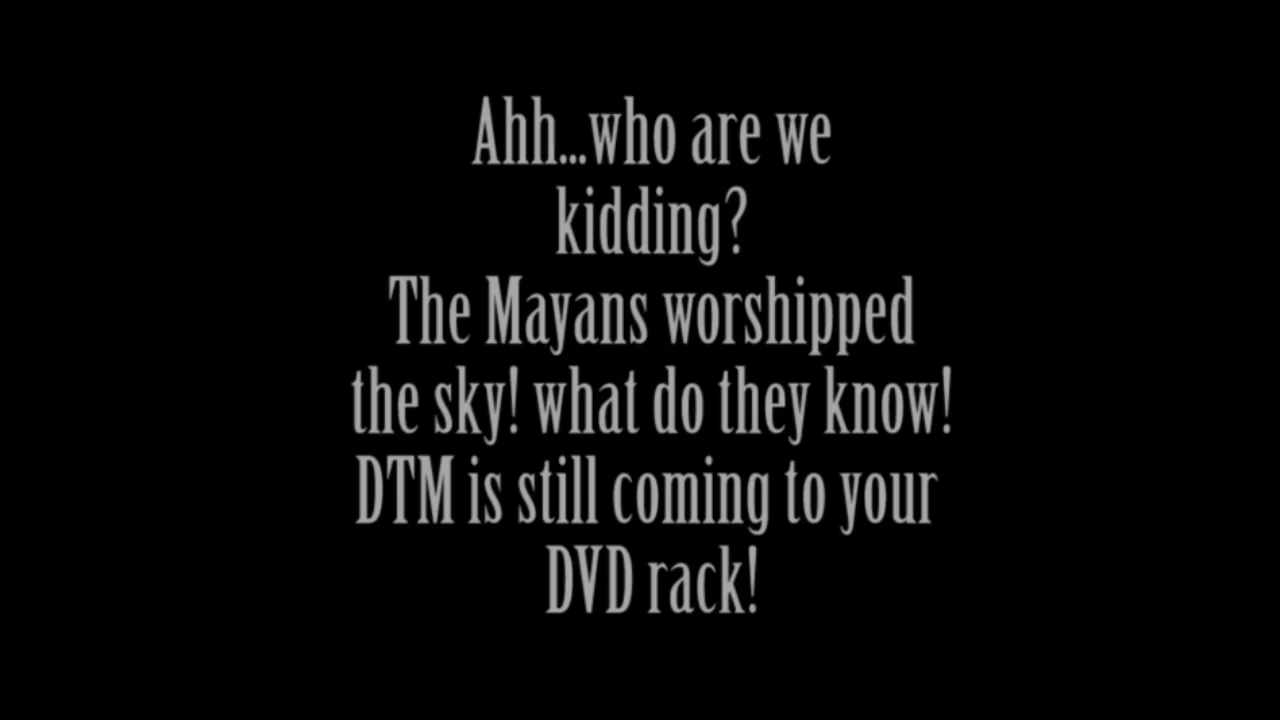 Ahh...who are we
kidding?
The Mayans worshipped
the sky! what do they know!
DTM is still coming to your
DVD rack!